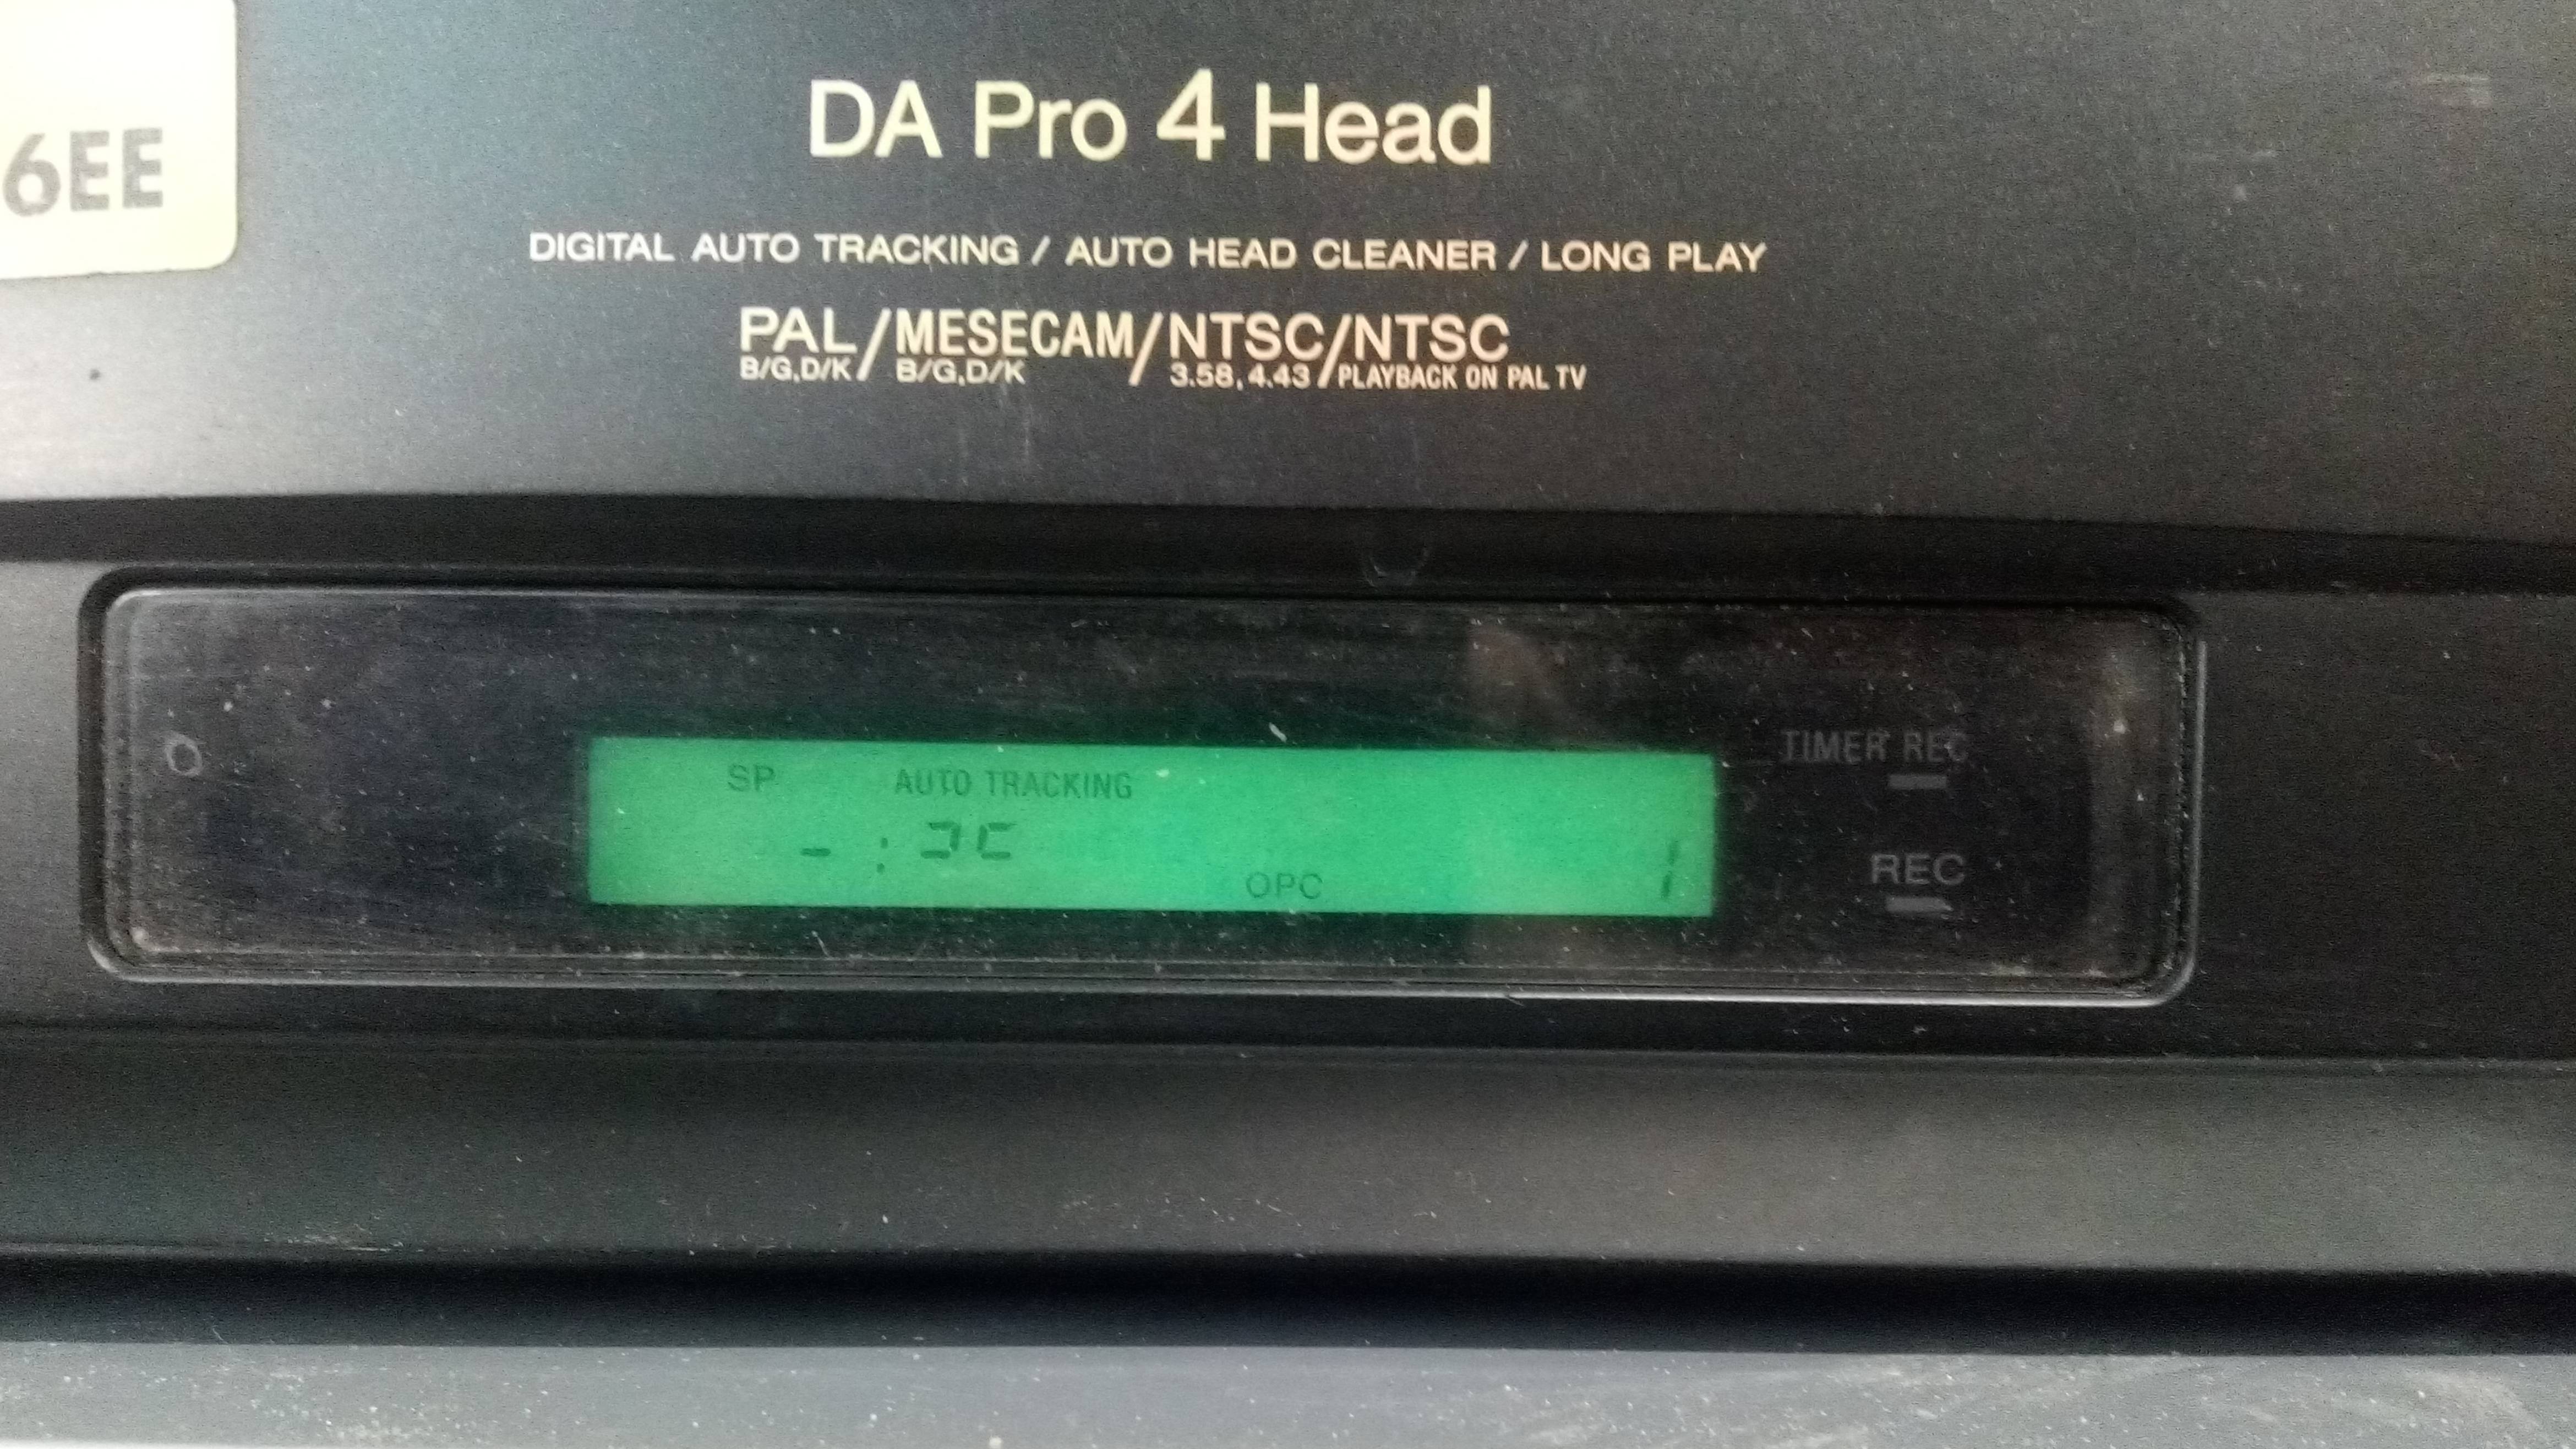 6EE
DA Pro 4 Head
DIGITAL AUTO TRACKING / AUTO HEAD CLEANER / LONG PLAY
PAL/MESECAM/NTSC/NTSC
B/G,D/K B/G,D/K 3.58, 4.43 PLAYBACK ON PAL TV
TIMER REC
SP AUTO TRACKING
REC
OPC 1